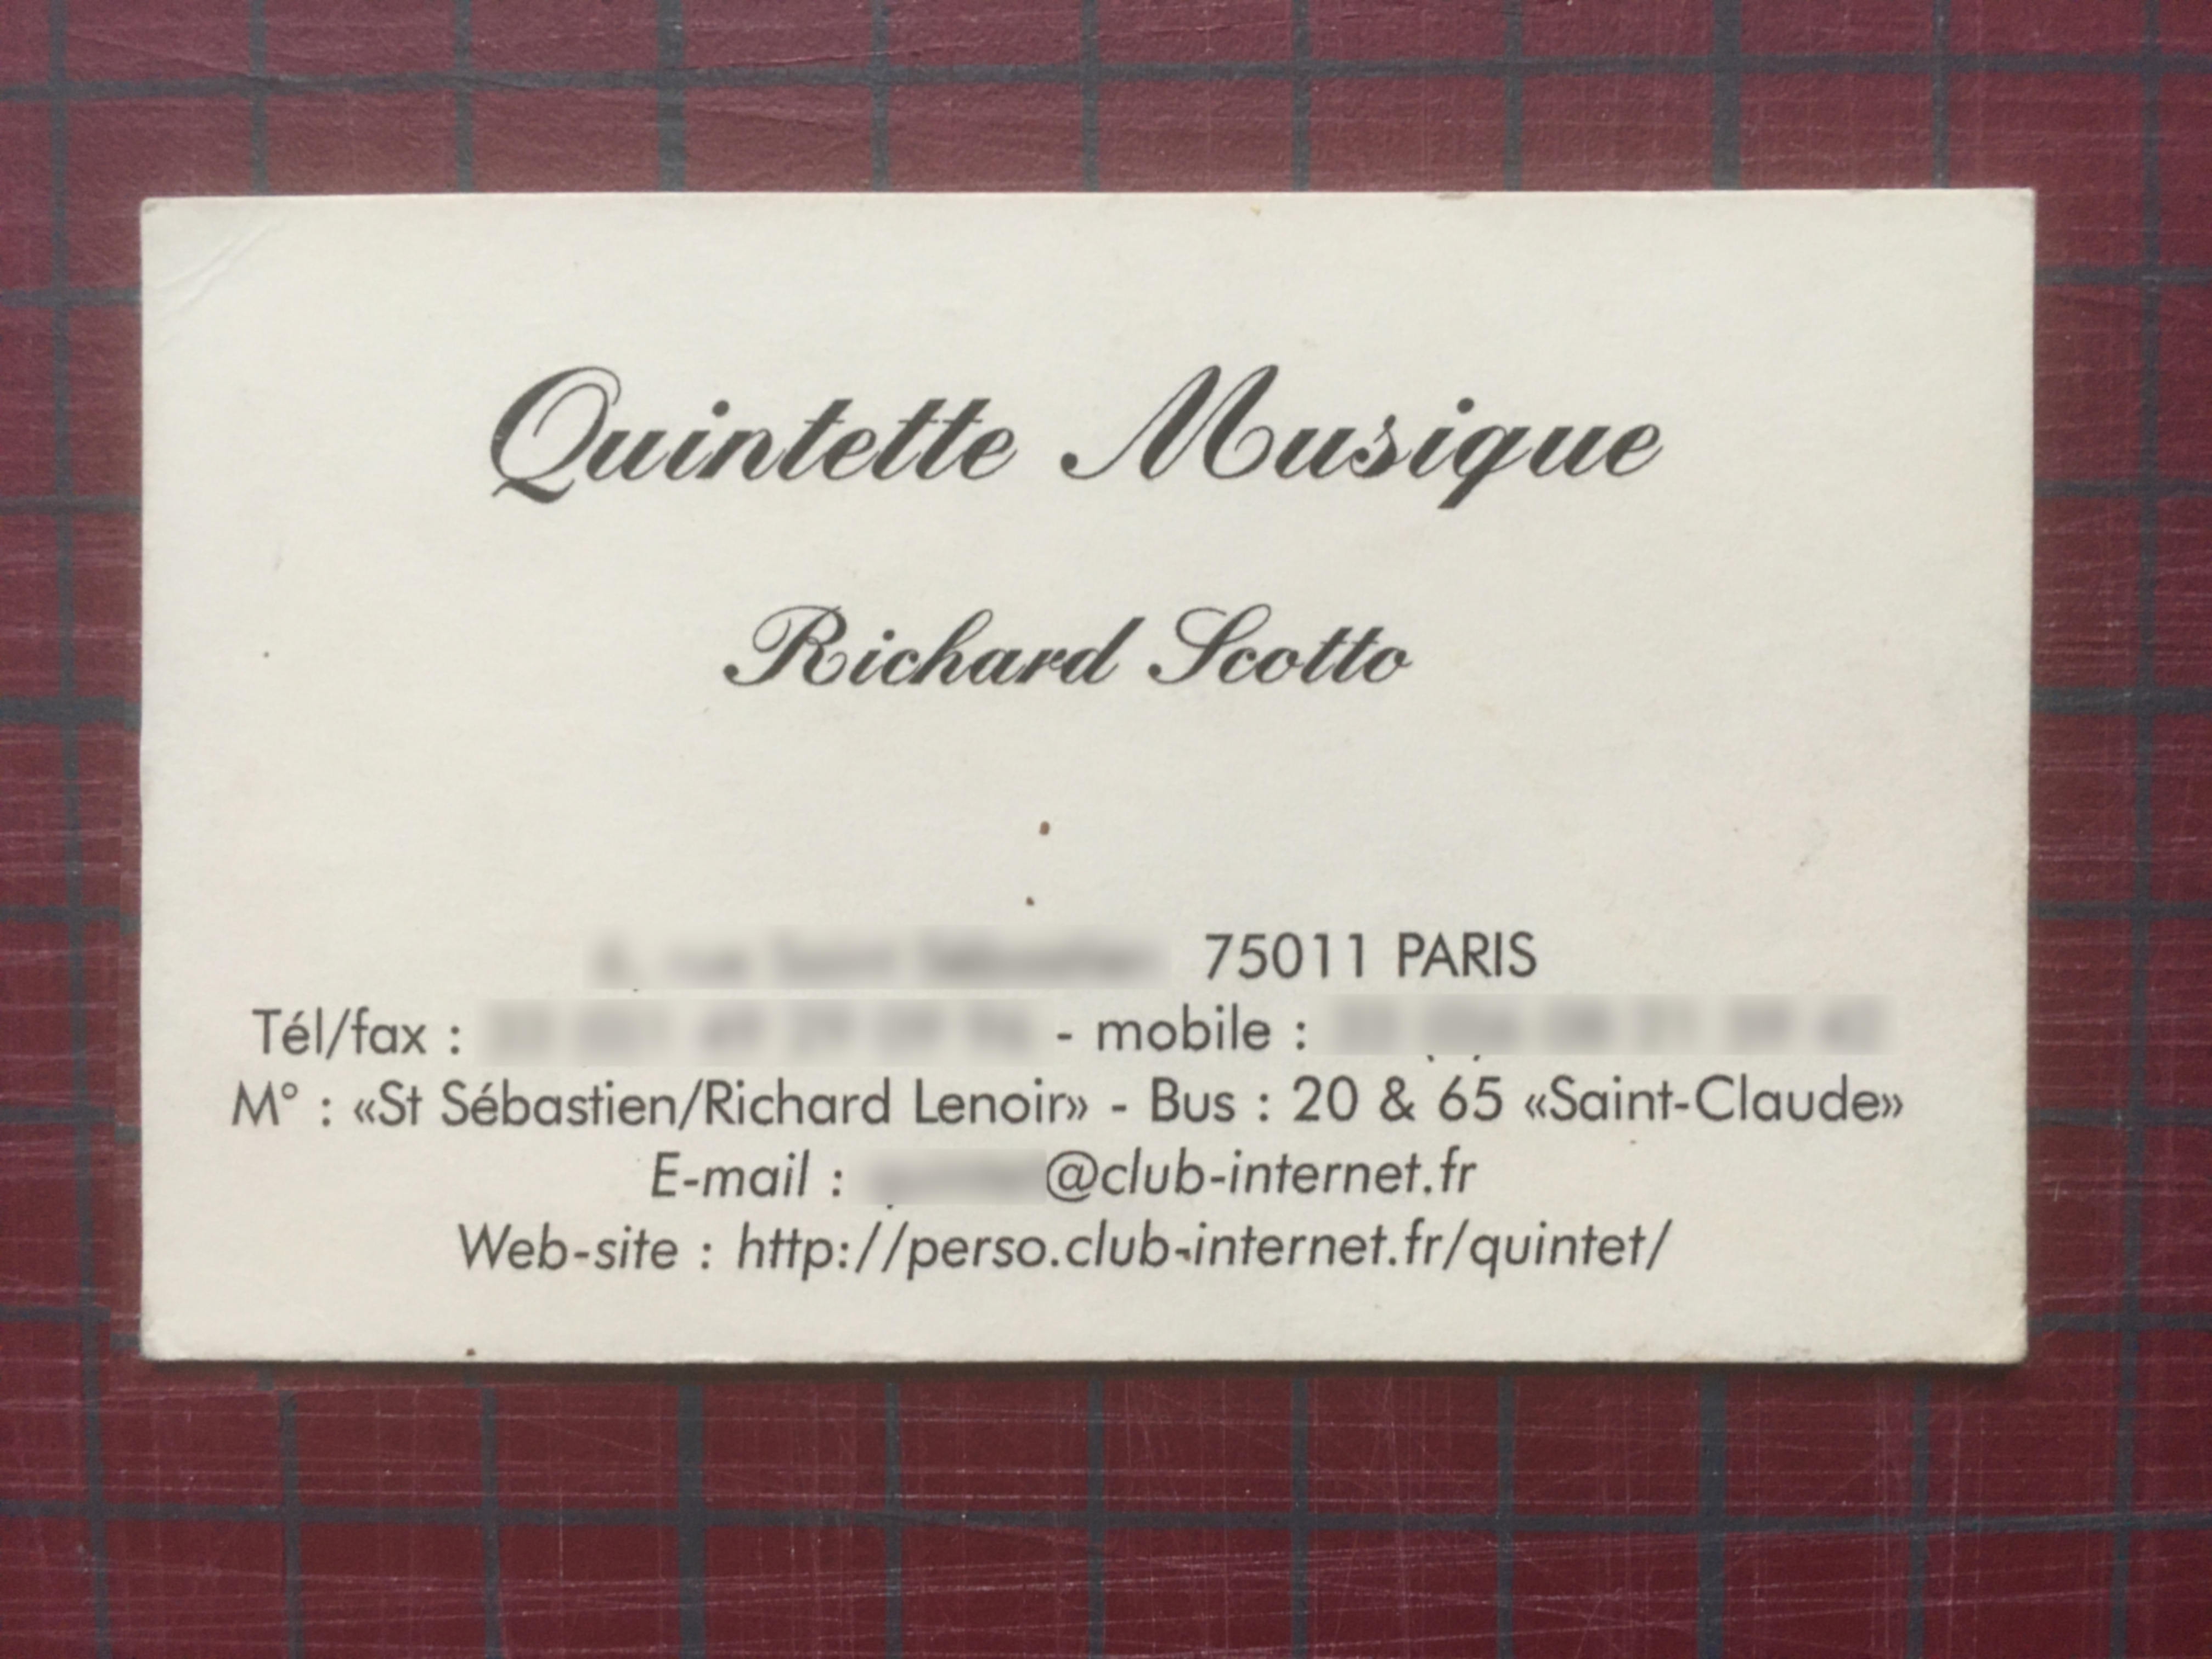 Quintette Musique
Richard Scotto
75011 PARIS
Tél/fax : - mobile :
M° : «St Sébastien/Richard Lenoir» - Bus : 20 & 65 «Saint-Claude»
E-mail : @club-internet.fr
Web-site : http://perso.club-internet.fr/quintet/